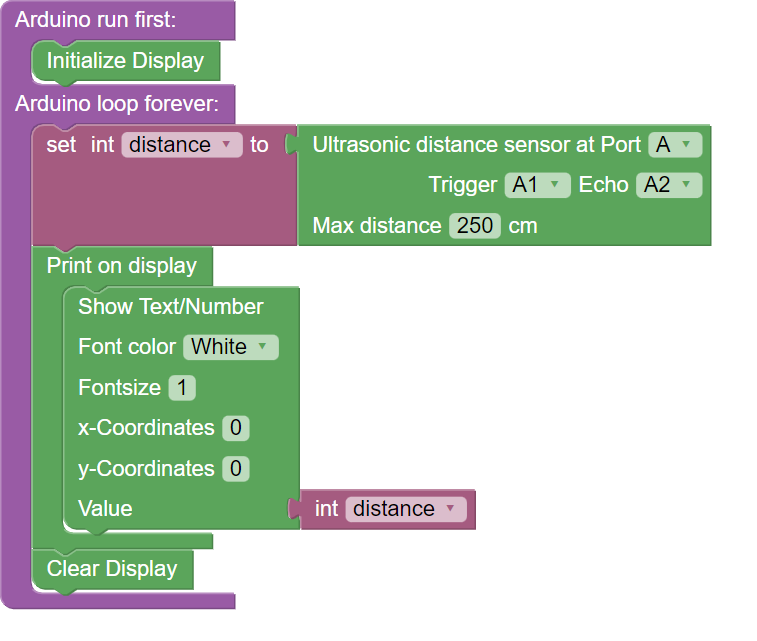 Arduino run first:
Initialize Display
Arduino loop forever:
set int distance to Ultrasonic distance sensor at Port A
Trigger A1 Echo A2
Max distance 250 cm
Print on display
Show Text/Number
Font color White
Fontsize 1
x-Coordinates 0
y-Coordinates 0
Value int distance
Clear Display